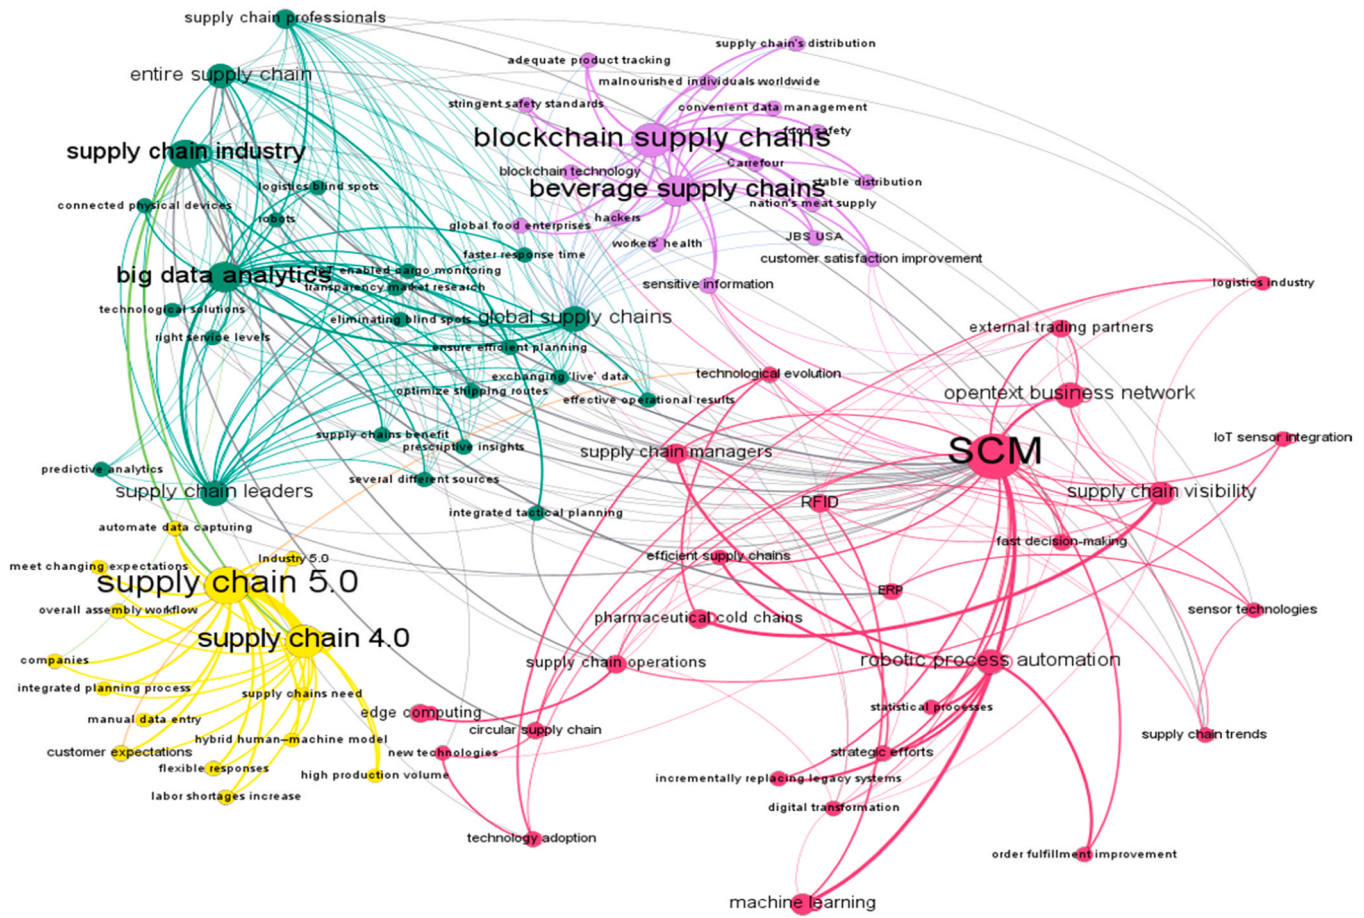 supply chain professionals
supply chain's distribution
adequate product tracking
entire supply chain
malnourished individuals worldwide
stringent safety standards
convenient data management
food safety
blockchain supply chains
supply chain industry
Carrefour
blockchain technology
stable distribution
logistics blind spots
beverage supply chains
connected physical devices
nation's meat supply
robots
hackers
global food enterprises
JBS USA
workers' health
faster response time
customer satisfaction improvement
big data analytics
IoT enabled cargo monitoring
transparency market research
sensitive information
logistics industry
technological solutions
eliminating blind spots
global supply chains
external trading partners
right service levels
ensure efficient planning
technological evolution
exchanging 'live' data
optimize shipping routes
effective operational results
opentext business network
supply chains benefit
prescriptive insights
supply chain managers
SCM
IoT sensor integration
predictive analytics
several different sources
supply chain leaders
supply chain visibility
RFID
integrated tactical planning
automate data capturing
fast decision-making
Industry 5.0
efficient supply chains
meet changing expectations
supply chain 5.0
ERP
overall assembly workflow
pharmaceutical cold chains
sensor technologies
supply chain 4.0
companies
supply chain operations
robotic process automation
integrated planning process
supply chains need
manual data entry
edge computing
statistical processes
circular supply chain
supply chain trends
hybrid human–machine model
customer expectations
new technologies
strategic efforts
flexible responses
high production volume
incrementally replacing legacy systems
labor shortages increase
digital transformation
technology adoption
order fulfillment improvement
machine learning